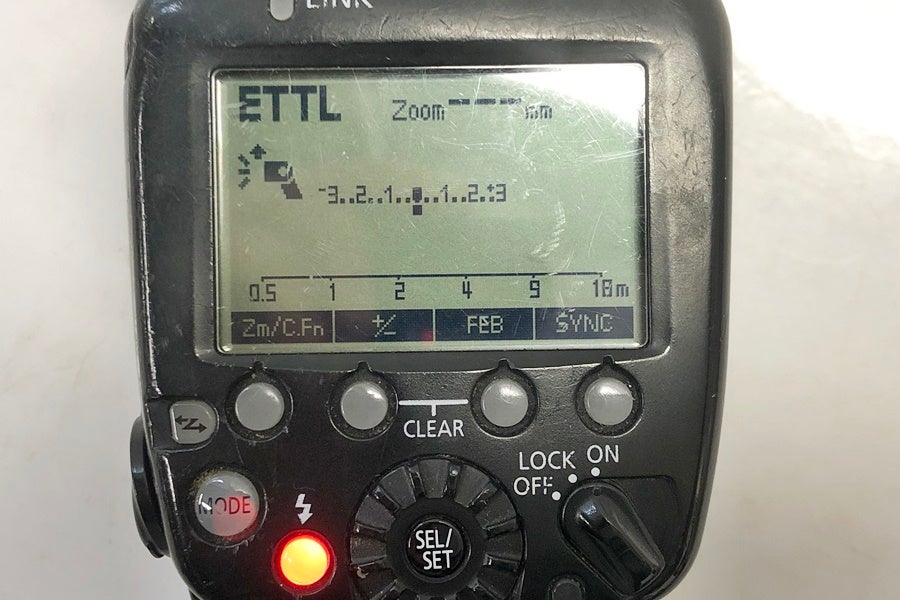 LINK
ETTL Zoom---mm
-3..2..1..▮..1..2.+3
0.5 1 2 4 9 18m
Zm/C.Fn +/- FEB SYNC
CLEAR
LOCK ON
OFF
MODE
SEL/
SET